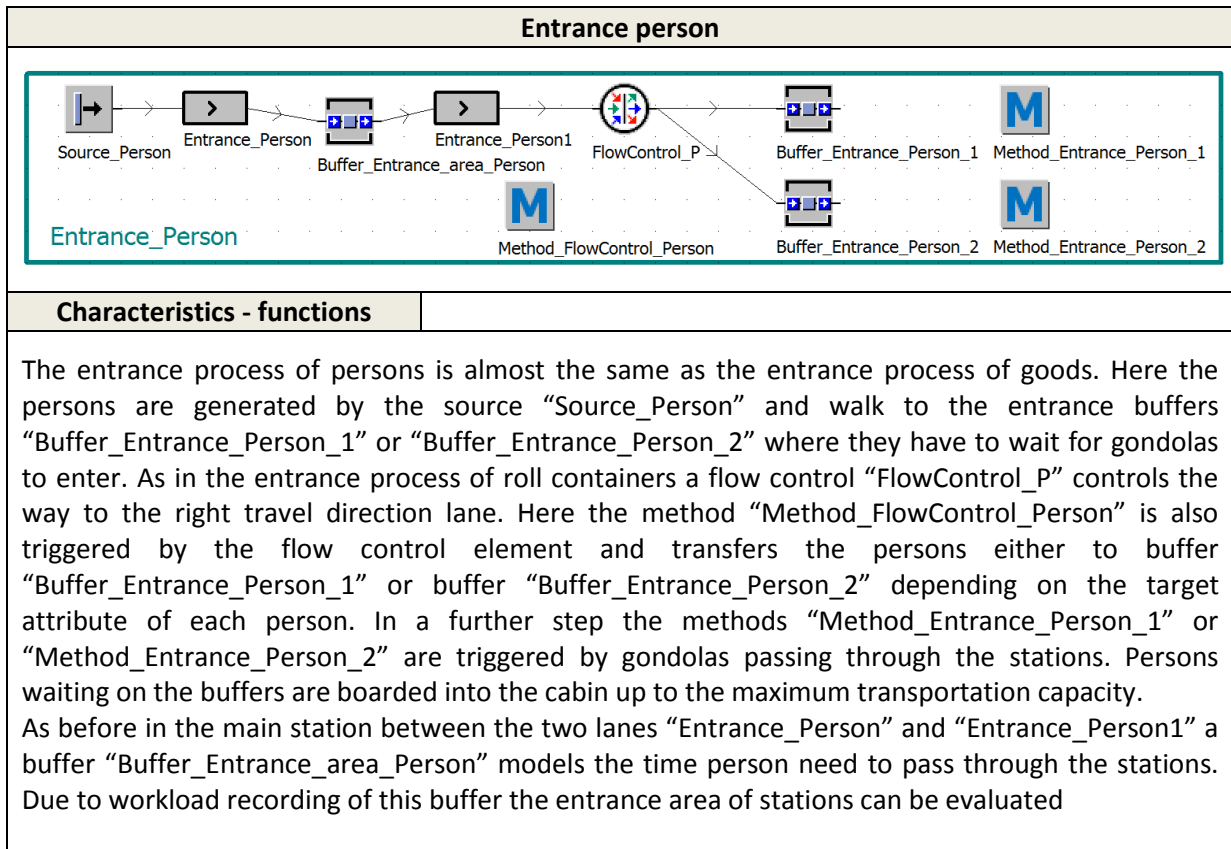 Entrance person
Source_Person
Entrance_Person
Buffer_Entrance_area_Person
Entrance_Person1
FlowControl_P
Buffer_Entrance_Person_1
M
Method_Entrance_Person_1
M
Method_FlowControl_Person
Buffer_Entrance_Person_2
M
Method_Entrance_Person_2
Entrance_Person
Characteristics - functions
The entrance process of persons is almost the same as the entrance process of goods. Here the
persons are generated by the source “Source_Person” and walk to the entrance buffers
“Buffer_Entrance_Person_1” or “Buffer_Entrance_Person_2” where they have to wait for gondolas
to enter. As in the entrance process of roll containers a flow control “FlowControl_P” controls the
way to the right travel direction lane. Here the method “Method_FlowControl_Person” is also
triggered by the flow control element and transfers the persons either to buffer
“Buffer_Entrance_Person_1” or buffer “Buffer_Entrance_Person_2” depending on the target
attribute of each person. In a further step the methods “Method_Entrance_Person_1” or
“Method_Entrance_Person_2” are triggered by gondolas passing through the stations. Persons
waiting on the buffers are boarded into the cabin up to the maximum transportation capacity.
As before in the main station between the two lanes “Entrance_Person” and “Entrance_Person1” a
buffer “Buffer_Entrance_area_Person” models the time person need to pass through the stations.
Due to workload recording of this buffer the entrance area of stations can be evaluated